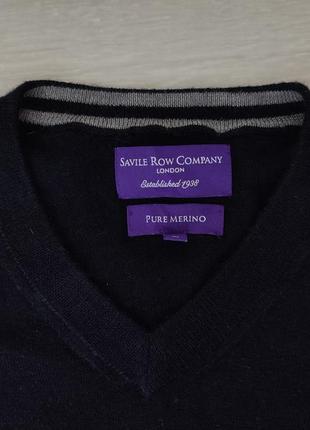 SAVILE ROW COMPANY
LONDON
Established 1938
PURE MERINO